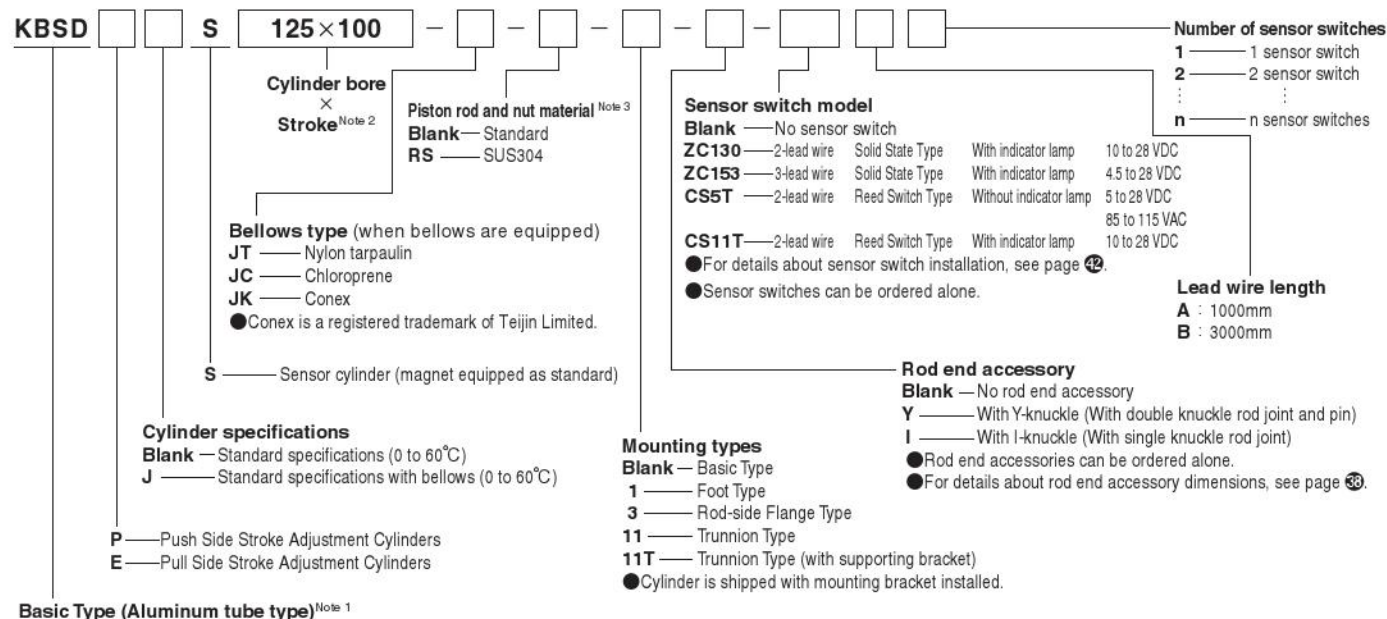 KBSD S 125×100 − − − − −
Number of sensor switches
1 1 sensor switch
2 2 sensor switch
⋮ ⋮
n n sensor switches
Cylinder bore
×
Stroke Note 2
Piston rod and nut material Note 3
Blank Standard
RS SUS304
Sensor switch model
Blank No sensor switch
ZC130 2-lead wire Solid State Type With indicator lamp 10 to 28 VDC
ZC153 3-lead wire Solid State Type With indicator lamp 4.5 to 28 VDC
CS5T 2-lead wire Reed Switch Type Without indicator lamp 5 to 28 VDC
85 to 115 VAC
CS11T 2-lead wire Reed Switch Type With indicator lamp 10 to 28 VDC
●For details about sensor switch installation, see page 42.
●Sensor switches can be ordered alone.
Bellows type (when bellows are equipped)
JT Nylon tarpaulin
JC Chloroprene
JK Conex
●Conex is a registered trademark of Teijin Limited.
Lead wire length
A : 1000mm
B : 3000mm
S Sensor cylinder (magnet equipped as standard)
Rod end accessory
Blank No rod end accessory
Y With Y-knuckle (With double knuckle rod joint and pin)
I With I-knuckle (With single knuckle rod joint)
●Rod end accessories can be ordered alone.
●For details about rod end accessory dimensions, see page 38.
Cylinder specifications
Blank Standard specifications (0 to 60℃)
J Standard specifications with bellows (0 to 60℃)
Mounting types
Blank Basic Type
1 Foot Type
3 Rod-side Flange Type
11 Trunnion Type
11T Trunnion Type (with supporting bracket)
●Cylinder is shipped with mounting bracket installed.
P Push Side Stroke Adjustment Cylinders
E Pull Side Stroke Adjustment Cylinders
Basic Type (Aluminum tube type) Note 1